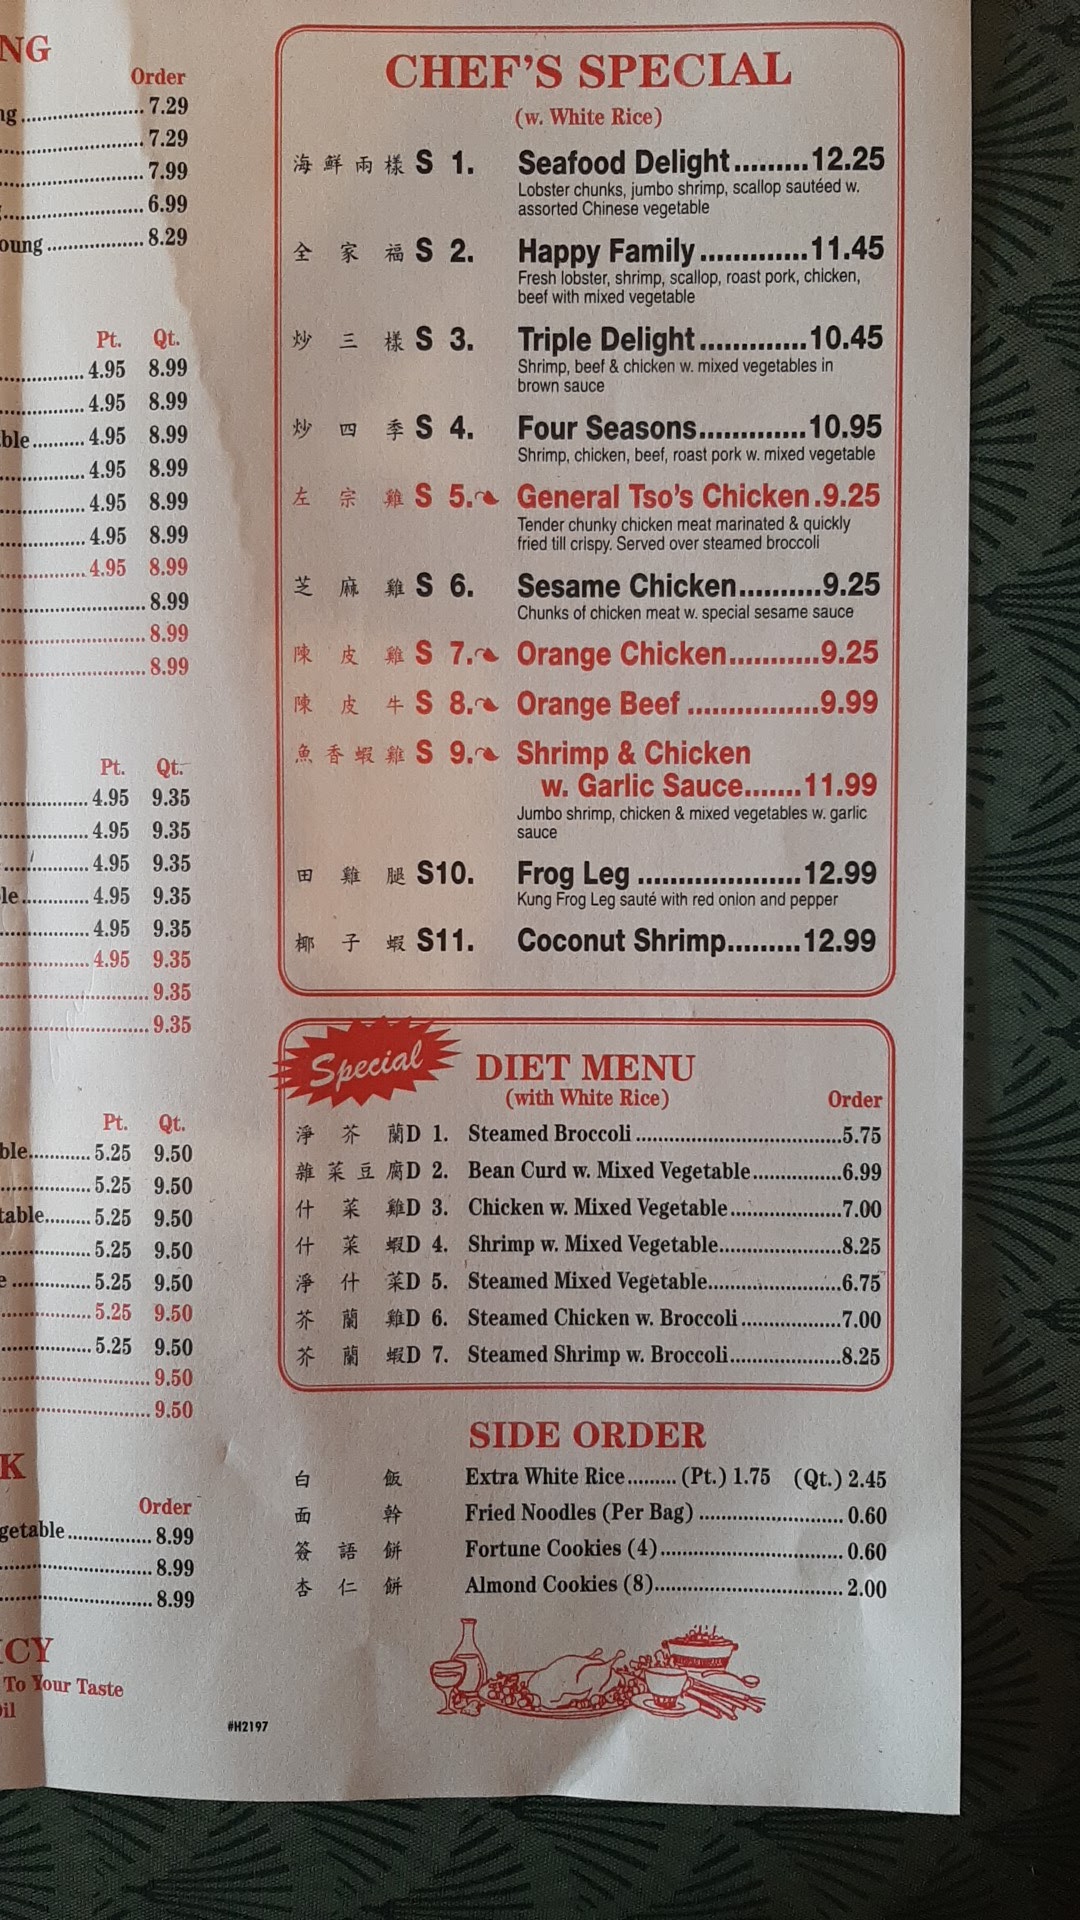 NG
Order
ng 7.29
7.29
7.99
6.99
oung 8.29
Pt. Qt.
4.95 8.99
4.95 8.99
ble 4.95 8.99
4.95 8.99
4.95 8.99
4.95 8.99
4.95 8.99
8.99
8.99
8.99
Pt. Qt.
4.95 9.35
4.95 9.35
4.95 9.35
le 4.95 9.35
4.95 9.35
4.95 9.35
9.35
9.35
Pt. Qt.
ble 5.25 9.50
5.25 9.50
table 5.25 9.50
5.25 9.50
e 5.25 9.50
5.25 9.50
5.25 9.50
9.50
9.50
K
Order
getable 8.99
8.99
8.99
ICY
To Your Taste
Oil
#H2197
CHEF'S SPECIAL
(w. White Rice)
海鮮兩樣 S 1. Seafood Delight 12.25
Lobster chunks, jumbo shrimp, scallop sautéed w.
assorted Chinese vegetable
全家福 S 2. Happy Family 11.45
Fresh lobster, shrimp, scallop, roast pork, chicken,
beef with mixed vegetable
炒三樣 S 3. Triple Delight 10.45
Shrimp, beef & chicken w. mixed vegetables in
brown sauce
炒四季 S 4. Four Seasons 10.95
Shrimp, chicken, beef, roast pork w. mixed vegetable
左宗雞 S 5. General Tso's Chicken 9.25
Tender chunky chicken meat marinated & quickly
fried till crispy. Served over steamed broccoli
芝麻雞 S 6. Sesame Chicken 9.25
Chunks of chicken meat w. special sesame sauce
陳皮雞 S 7. Orange Chicken 9.25
陳皮牛 S 8. Orange Beef 9.99
魚香蝦雞 S 9. Shrimp & Chicken
w. Garlic Sauce 11.99
Jumbo shrimp, chicken & mixed vegetables w. garlic
sauce
田雞腿 S10. Frog Leg 12.99
Kung Frog Leg sauté with red onion and pepper
椰子蝦 S11. Coconut Shrimp 12.99
Special
DIET MENU
(with White Rice)
Order
淨芥蘭 D 1. Steamed Broccoli 5.75
雜菜豆腐 D 2. Bean Curd w. Mixed Vegetable 6.99
什菜雞 D 3. Chicken w. Mixed Vegetable 7.00
什菜蝦 D 4. Shrimp w. Mixed Vegetable 8.25
淨什菜 D 5. Steamed Mixed Vegetable 6.75
芥蘭雞 D 6. Steamed Chicken w. Broccoli 7.00
芥蘭蝦 D 7. Steamed Shrimp w. Broccoli 8.25
SIDE ORDER
白飯 Extra White Rice (Pt.) 1.75 (Qt.) 2.45
面幹 Fried Noodles (Per Bag) 0.60
簽語餅 Fortune Cookies (4) 0.60
杏仁餅 Almond Cookies (8) 2.00